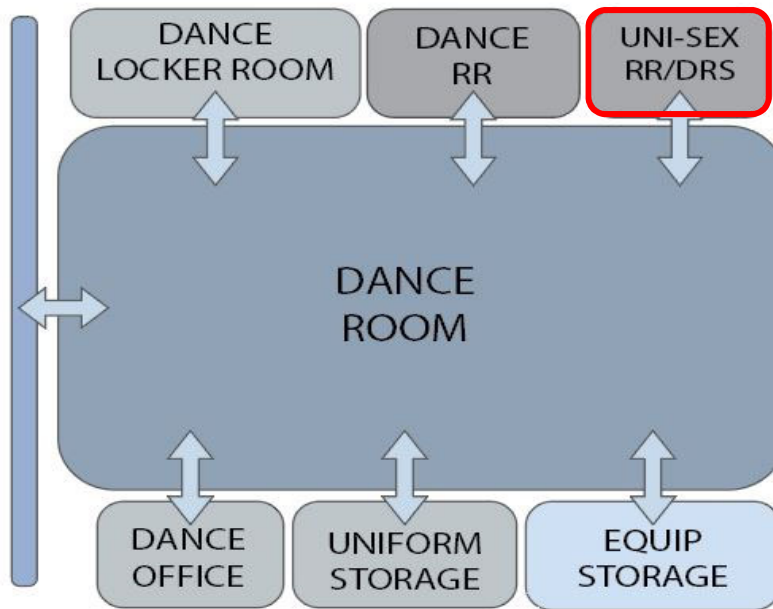 DANCE
LOCKER ROOM
DANCE
RR
UNI-SEX
RR/DRS
DANCE
ROOM
DANCE
OFFICE
UNIFORM
STORAGE
EQUIP
STORAGE